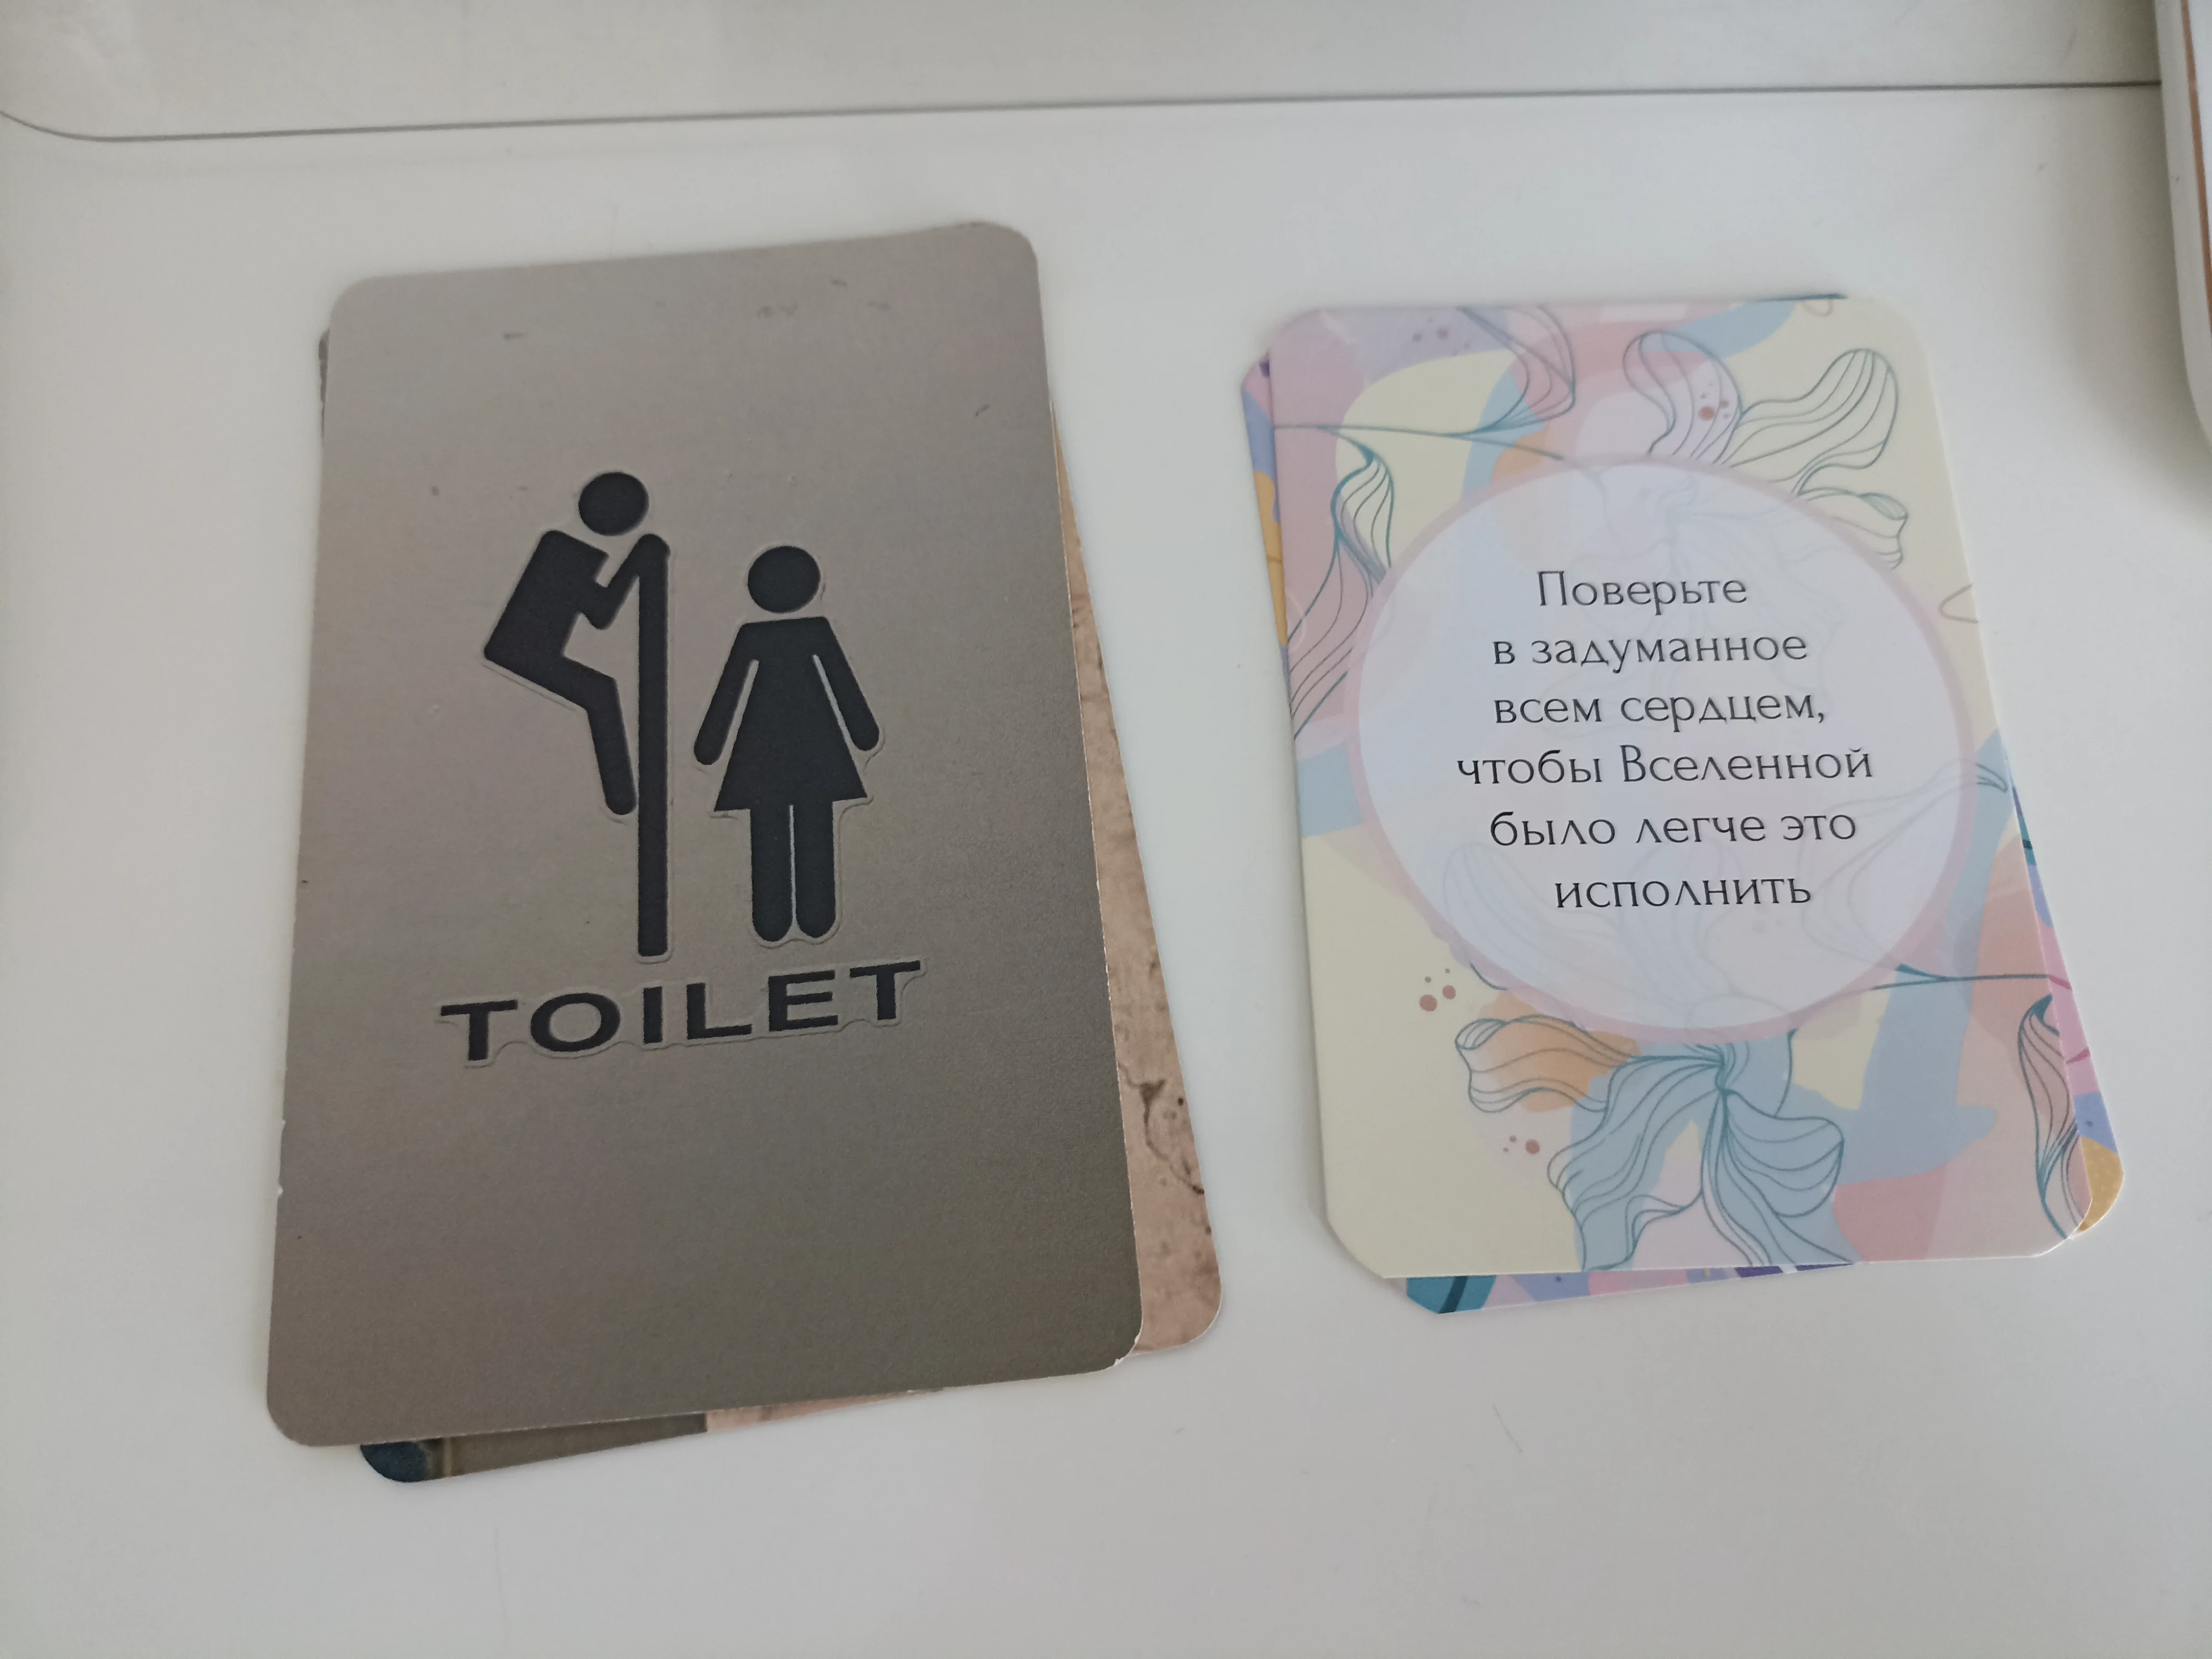 TOILET
Поверьте
в задуманное
всем сердцем,
чтобы Вселенной
было легче это
исполнить